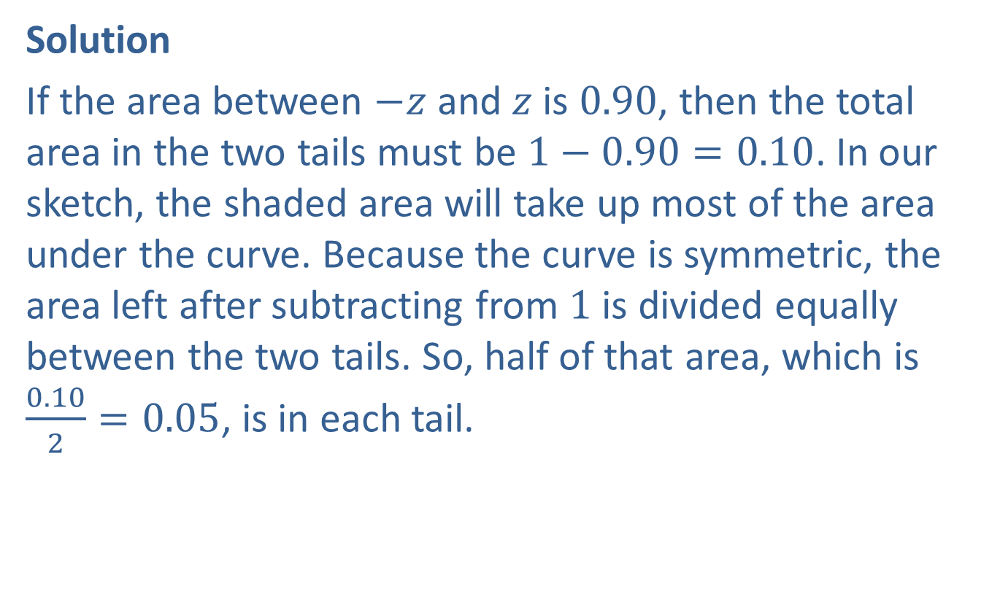 Solution
If the area between −z and z is 0.90, then the total
area in the two tails must be 1 − 0.90 = 0.10. In our
sketch, the shaded area will take up most of the area
under the curve. Because the curve is symmetric, the
area left after subtracting from 1 is divided equally
between the two tails. So, half of that area, which is
0.10/2 = 0.05, is in each tail.